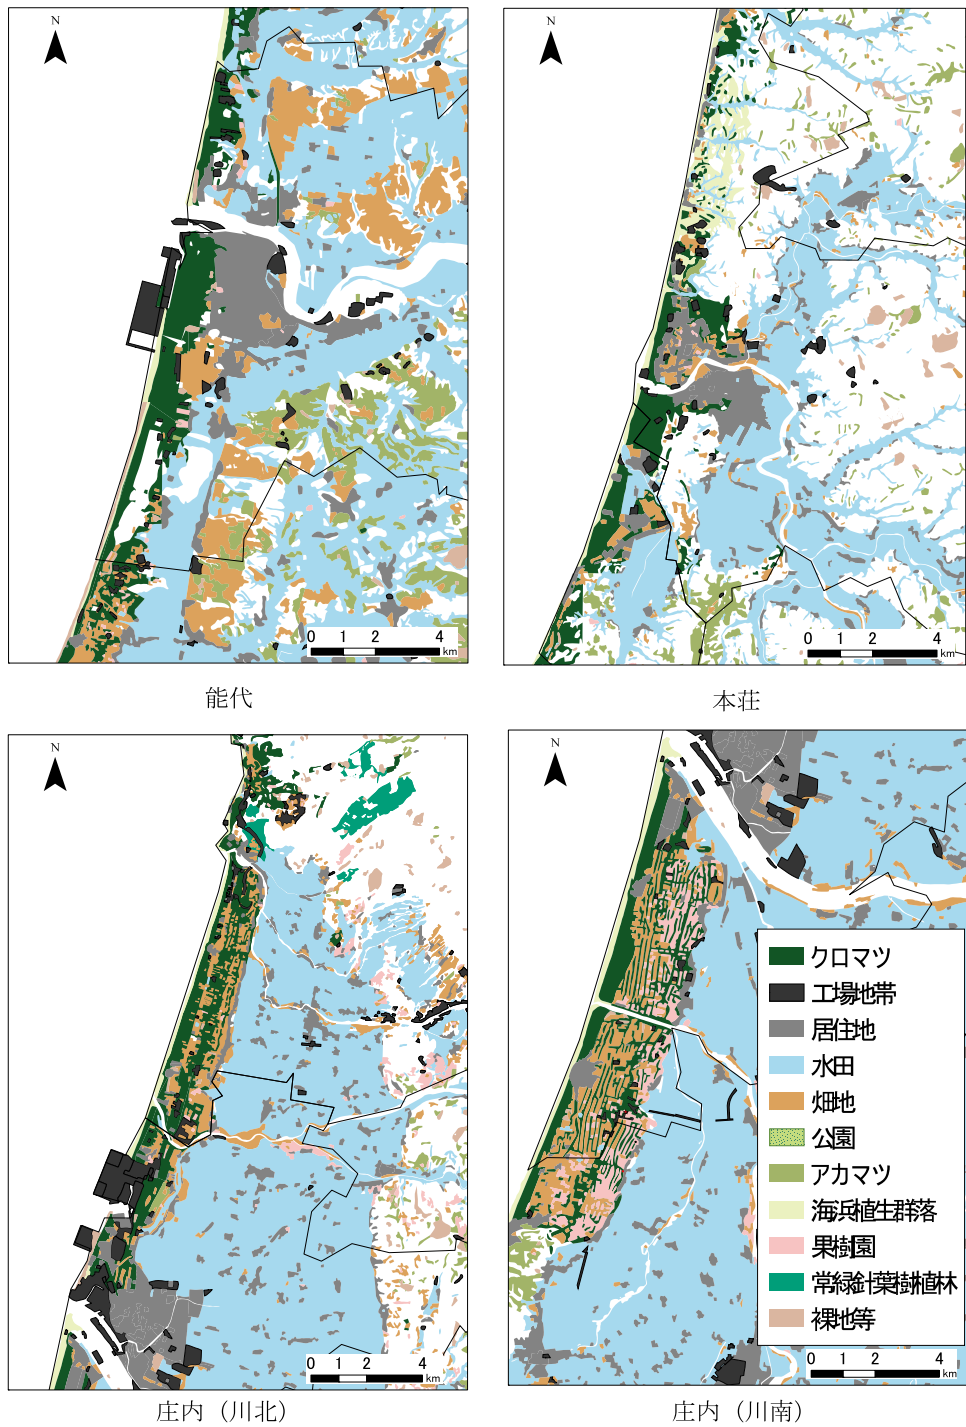 N
N
0 1 2 4
km
0 1 2 4
km
能代
本荘
N
N
クロマツ
工場地帯
居住地
水田
畑地
公園
アカマツ
海浜植生群落
果樹園
常緑針葉樹植林
裸地等
0 1 2 4
km
0 1 2 4
km
庄内（川北）
庄内（川南）